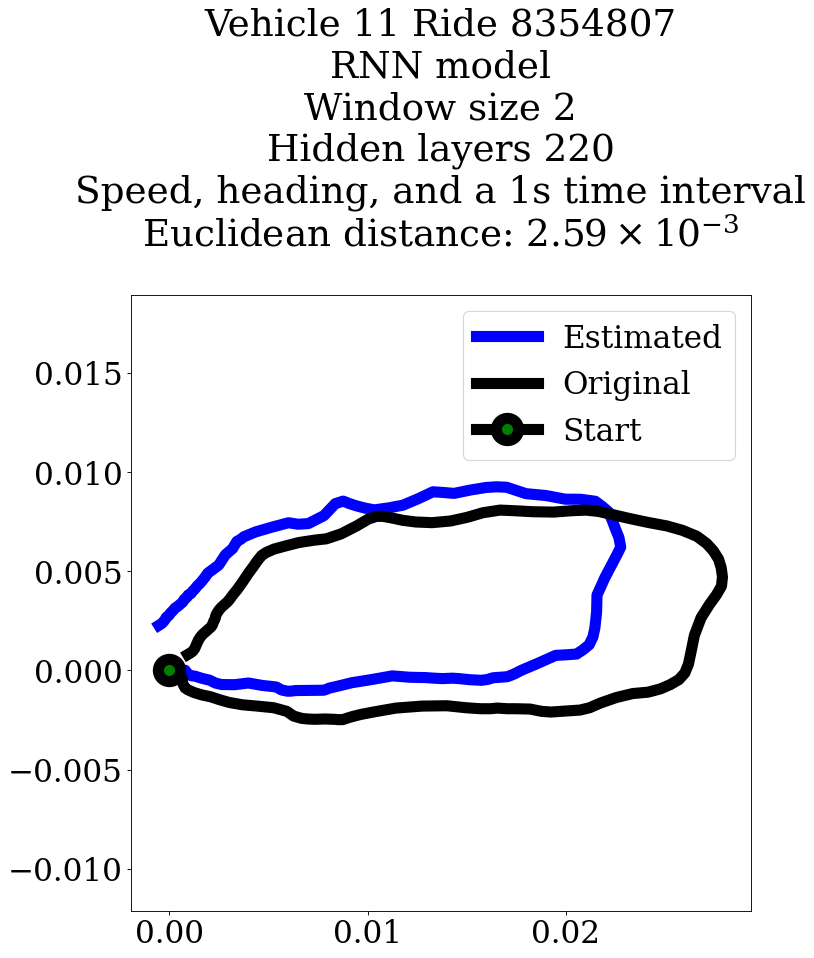 Vehicle 11 Ride 8354807
RNN model
Window size 2
Hidden layers 220
Speed, heading, and a 1s time interval
Euclidean distance: 2.59 × 10⁻³
Estimated
Original
Start
0.015
0.010
0.005
0.000
−0.005
−0.010
0.00 0.01 0.02